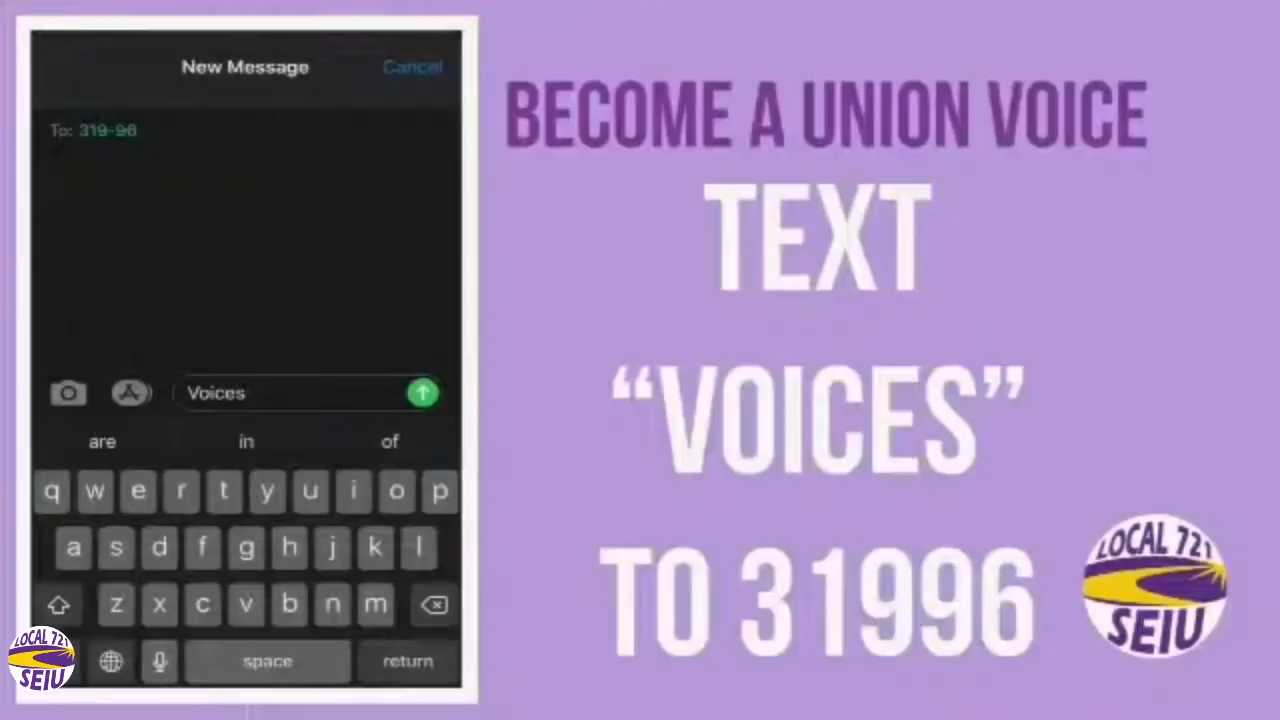 New Message
Cancel
To: 319-96
Voices
are in of
q w e r t y u i o p
a s d f g h j k l
z x c v b n m
space return
LOCAL 721
SEIU
BECOME A UNION VOICE
TEXT
“VOICES”
TO 31996
LOCAL 721
SEIU